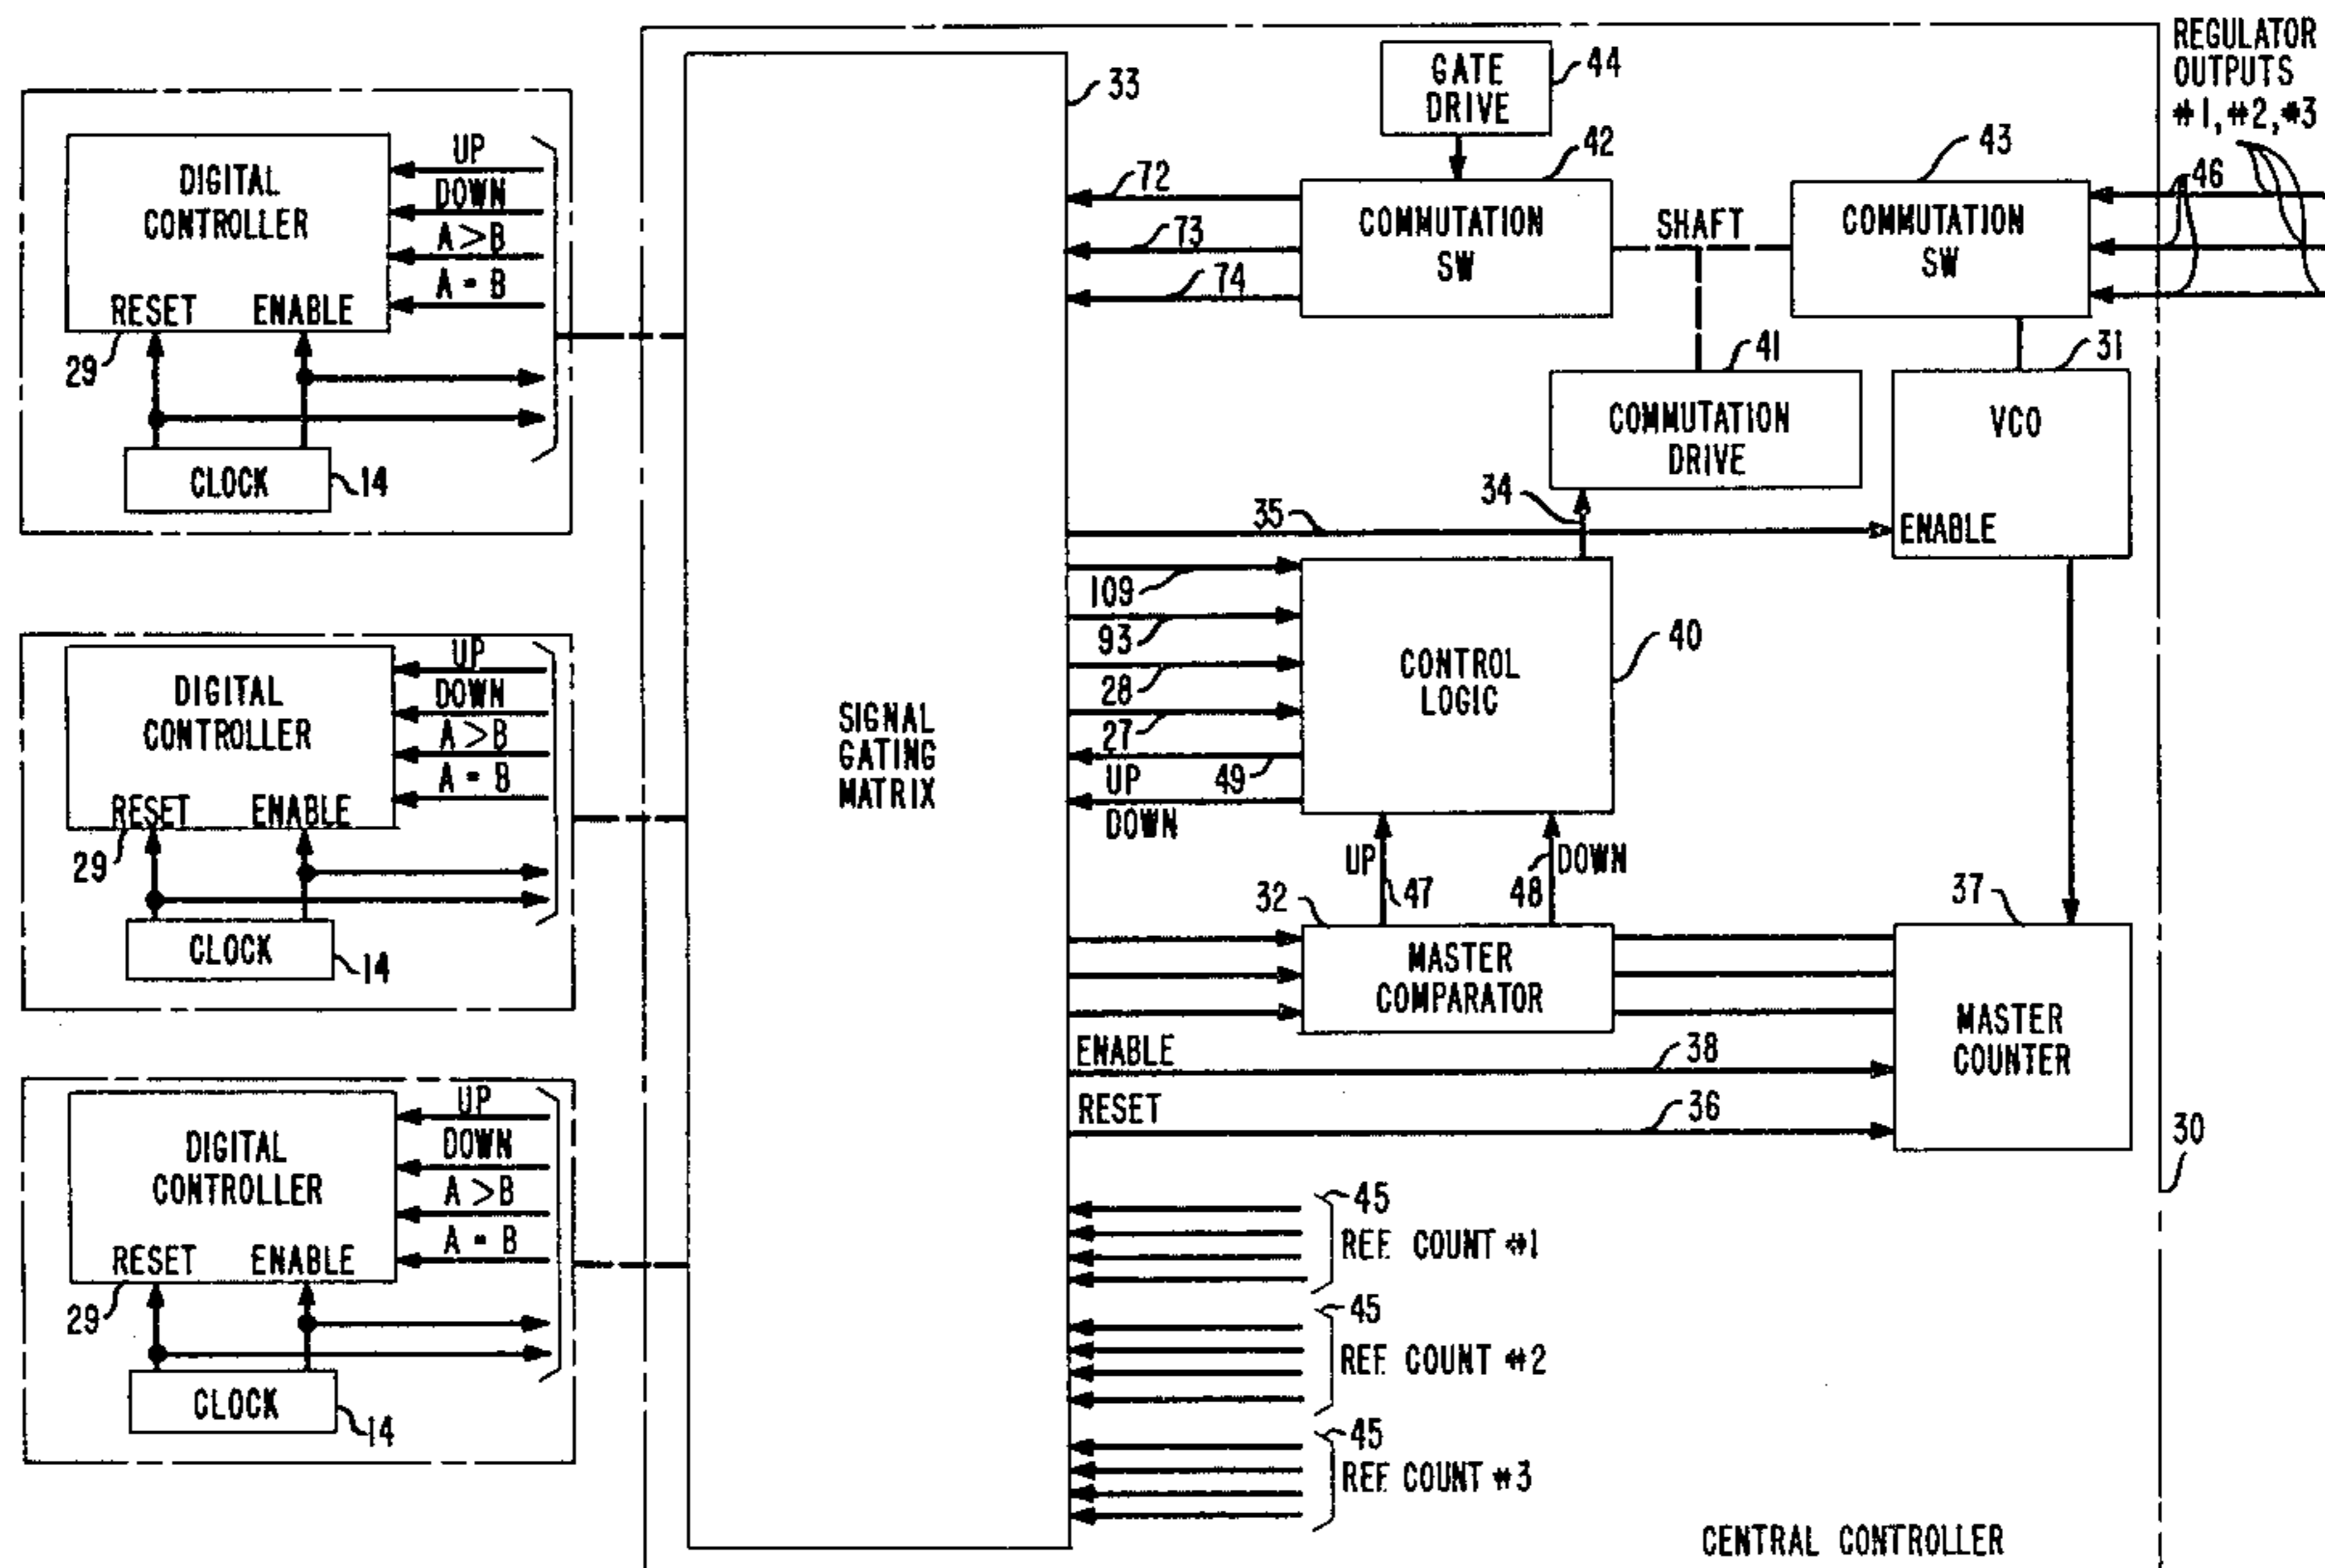 DIGITAL
CONTROLLER
RESET ENABLE
UP
DOWN
A > B
A = B
29
CLOCK
14
DIGITAL
CONTROLLER
RESET ENABLE
UP
DOWN
A > B
A = B
29
CLOCK
14
DIGITAL
CONTROLLER
RESET ENABLE
UP
DOWN
A > B
A = B
29
CLOCK
14
SIGNAL
GATING
MATRIX
33
GATE
DRIVE
44
72
73
74
COMMUTATION
SW
42
SHAFT
COMMUTATION
SW
43
REGULATOR
OUTPUTS
#1, #2, #3
46
COMMUTATION
DRIVE
41
VCO
ENABLE
31
34
35
109
93
28
27
49
UP
DOWN
CONTROL
LOGIC
40
UP
47
48
DOWN
32
MASTER
COMPARATOR
37
MASTER
COUNTER
ENABLE
38
RESET
36
30
45
REF. COUNT #1
45
REF. COUNT #2
45
REF COUNT #3
CENTRAL CONTROLLER